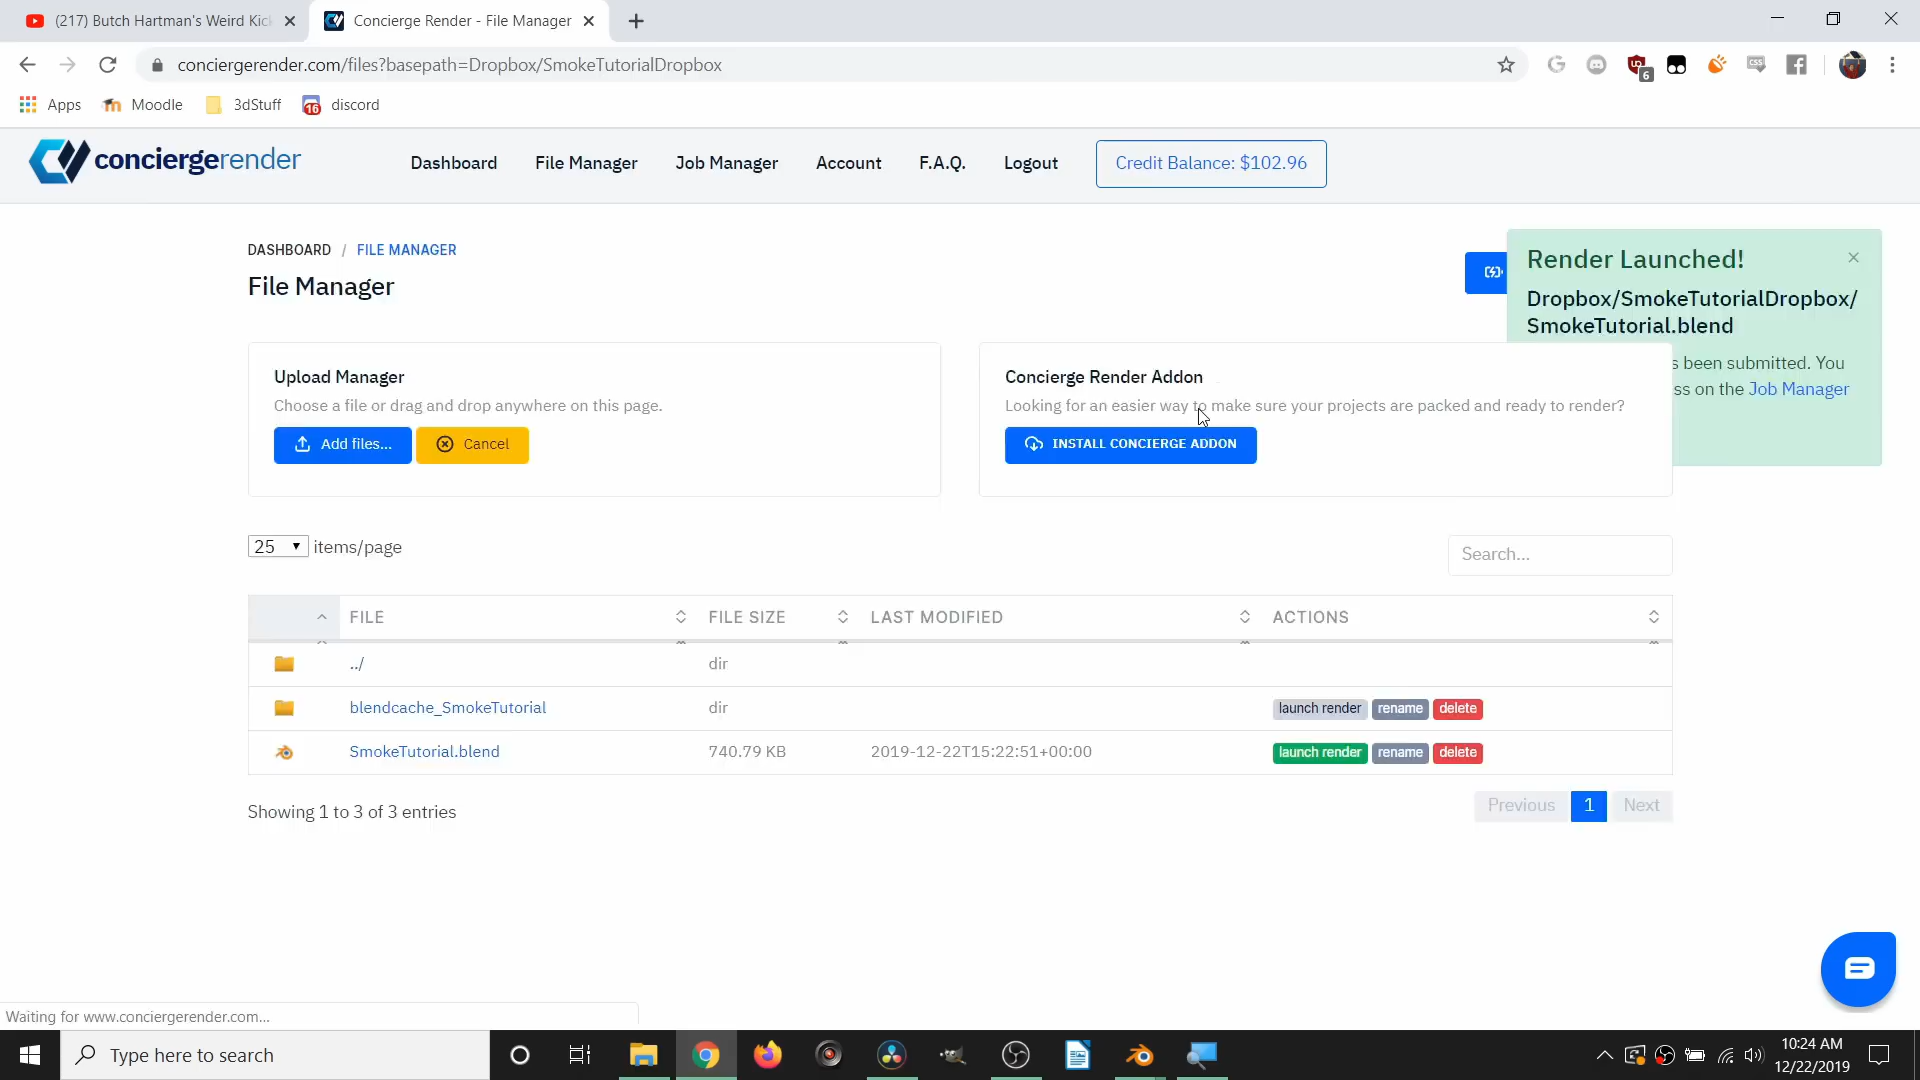 (217) Butch Hartman's Weird Kic
Concierge Render - File Manager
conciergerender.com/files?basepath=Dropbox/SmokeTutorialDropbox
6
Apps
Moodle
3dStuff
16
discord
conciergerender
Dashboard
File Manager
Job Manager
Account
F.A.Q.
Logout
Credit Balance: $102.96
DASHBOARD / FILE MANAGER
File Manager
Render Launched!
Dropbox/SmokeTutorialDropbox/
SmokeTutorial.blend
s been submitted. You
ss on the Job Manager
Upload Manager
Choose a file or drag and drop anywhere on this page.
Add files...
Cancel
Concierge Render Addon
Looking for an easier way to make sure your projects are packed and ready to render?
INSTALL CONCIERGE ADDON
25 items/page
Search...
FILE
FILE SIZE
LAST MODIFIED
ACTIONS
../
dir
blendcache_SmokeTutorial
dir
launch render
rename
delete
SmokeTutorial.blend
740.79 KB
2019-12-22T15:22:51+00:00
launch render
rename
delete
Showing 1 to 3 of 3 entries
Previous
1
Next
Waiting for www.conciergerender.com...
Type here to search
10:24 AM
12/22/2019